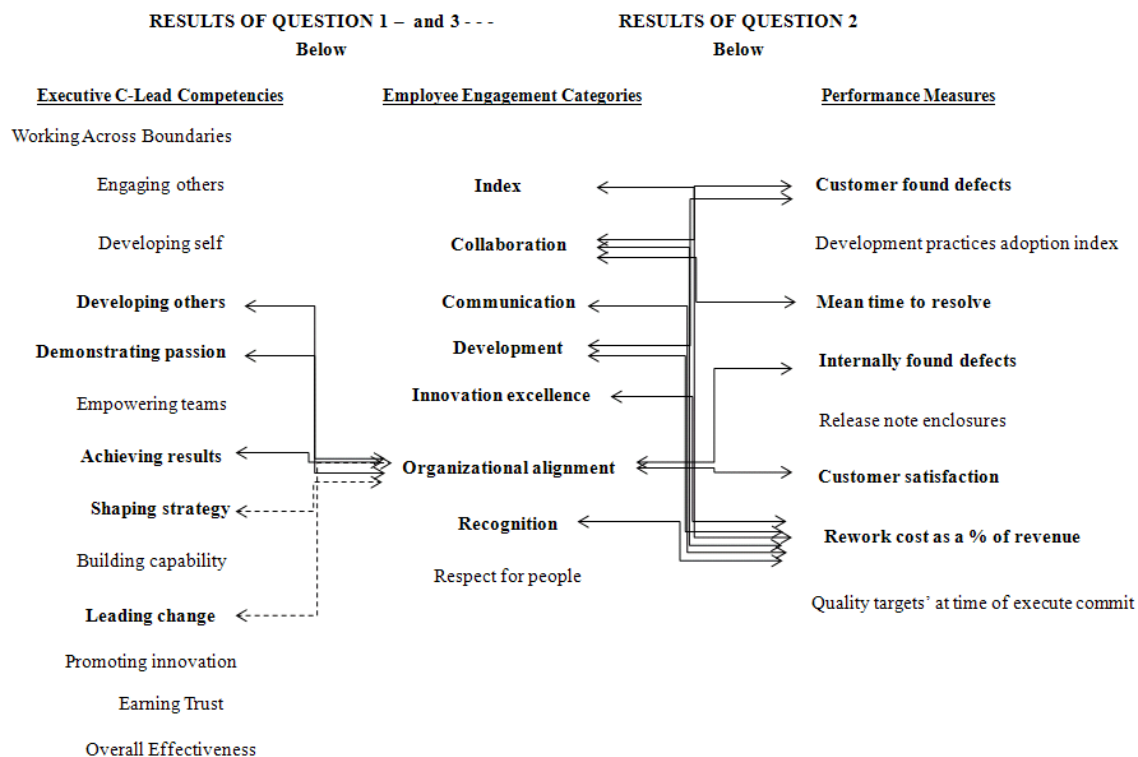 RESULTS OF QUESTION 1 – and 3 - - -
RESULTS OF QUESTION 2
Below
Below
Executive C-Lead Competencies
Employee Engagement Categories
Performance Measures
Working Across Boundaries
Engaging others
Index
Customer found defects
Developing self
Collaboration
Development practices adoption index
Developing others
Communication
Mean time to resolve
Demonstrating passion
Development
Internally found defects
Empowering teams
Innovation excellence
Release note enclosures
Achieving results
Organizational alignment
Customer satisfaction
Shaping strategy
Recognition
Rework cost as a % of revenue
Building capability
Respect for people
Quality targets’ at time of execute commit
Leading change
Promoting innovation
Earning Trust
Overall Effectiveness